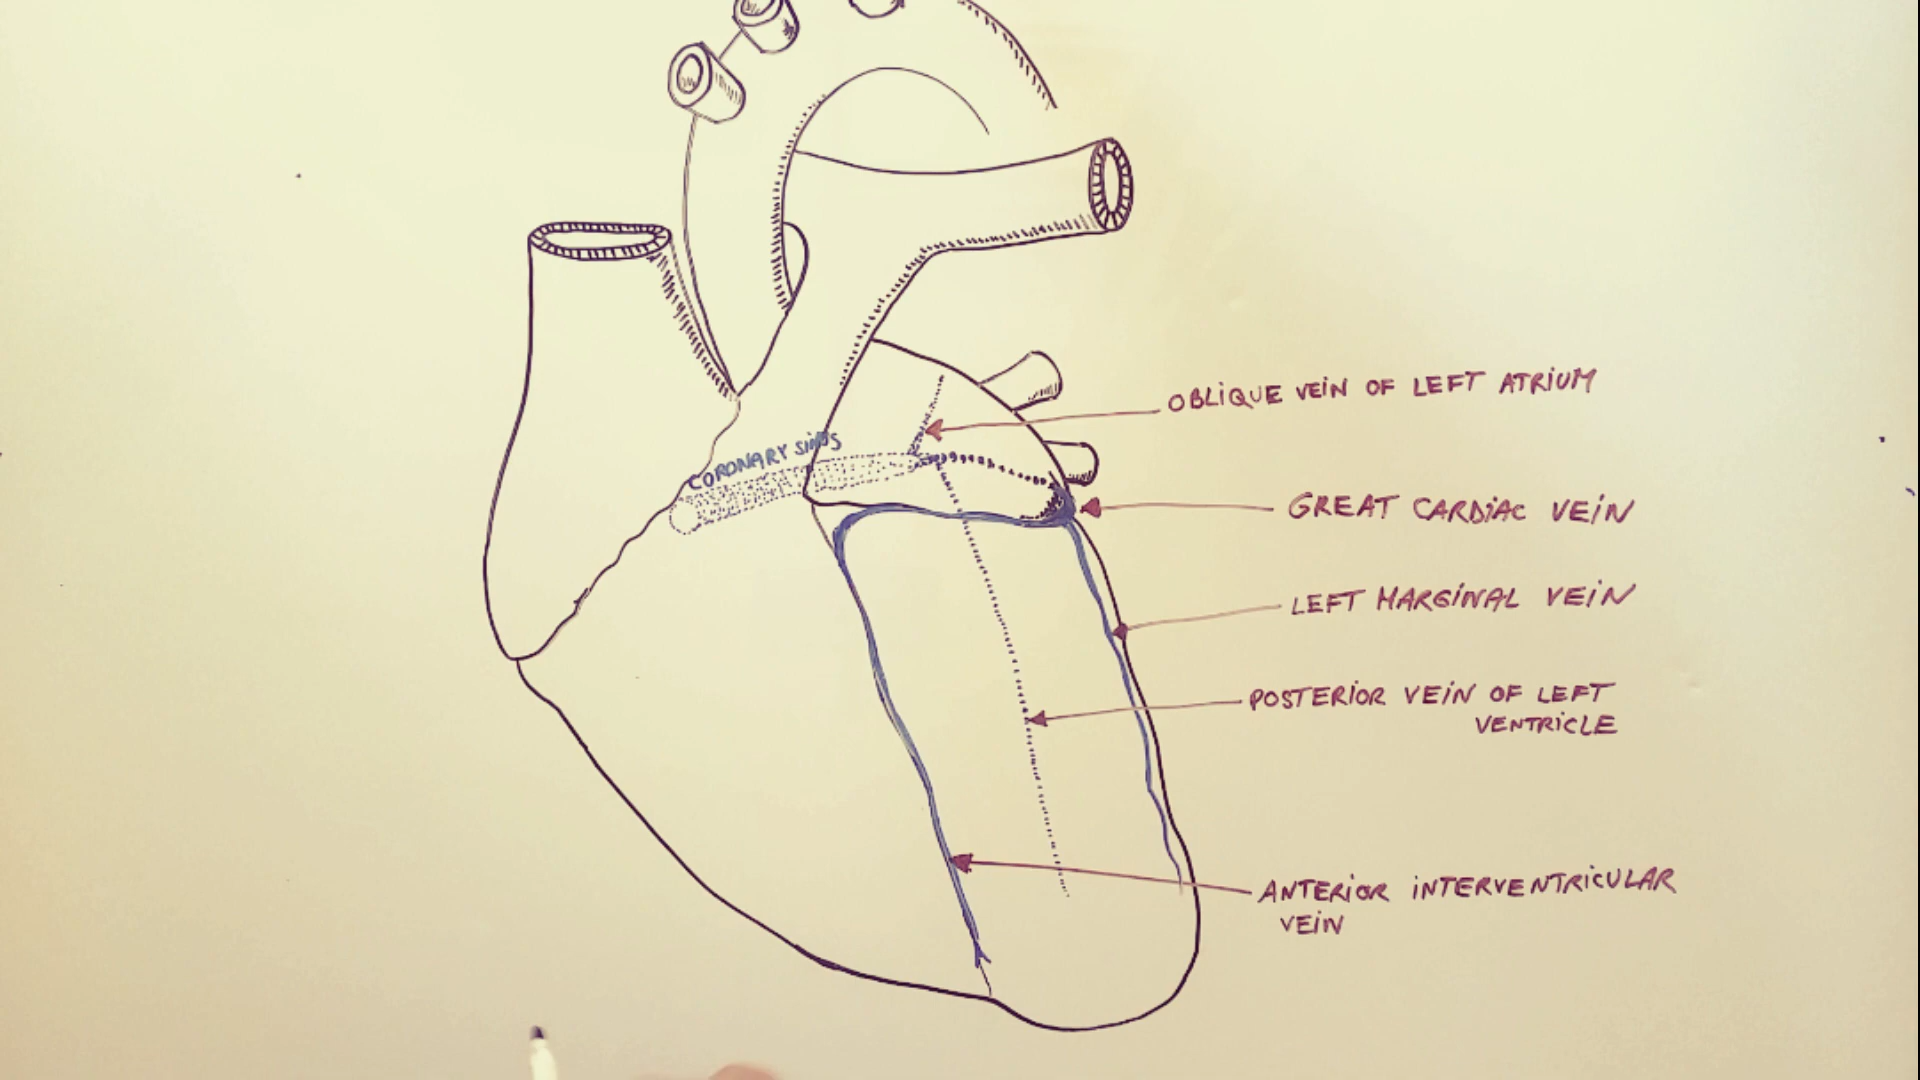 OBLIQUE VEIN OF LEFT ATRIUM
CORONARY SINUS
GREAT CARDIAC VEIN
LEFT MARGINAL VEIN
POSTERIOR VEIN OF LEFT
VENTRICLE
ANTERIOR INTERVENTRICULAR
VEIN